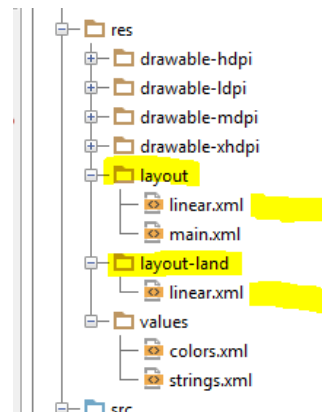 res
drawable-hdpi
drawable-ldpi
drawable-mdpi
drawable-xhdpi
layout
linear.xml
main.xml
layout-land
linear.xml
values
colors.xml
strings.xml
src